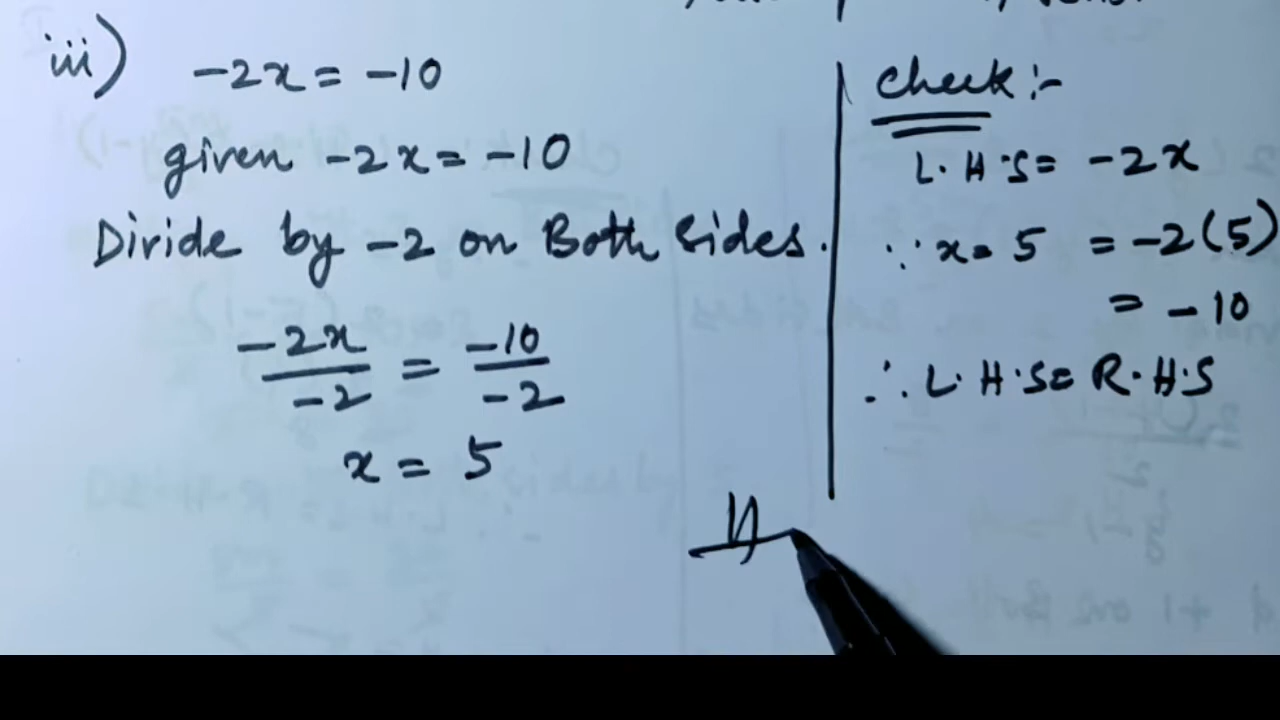 iii) -2x = -10
given -2x = -10
Divide by -2 on Both Sides.
-2x/-2 = -10/-2
x = 5
Check :-
L.H.S = -2x
∵ x = 5 = -2(5)
= -10
∴ L.H.S = R.H.S